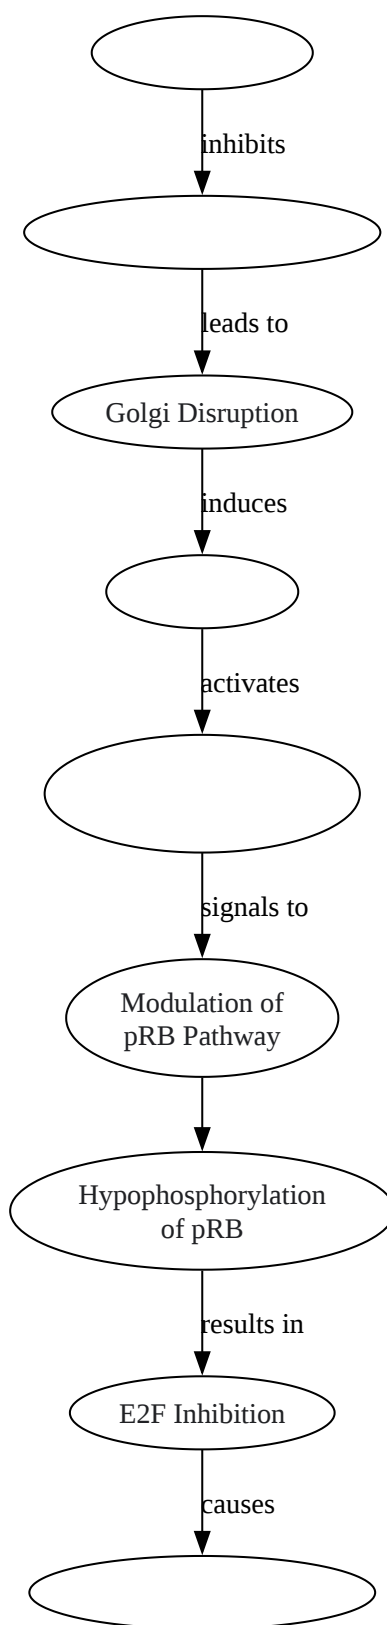 inhibits
leads to
Golgi Disruption
induces
activates
signals to
Modulation of
pRB Pathway
Hypophosphorylation
of pRB
results in
E2F Inhibition
causes